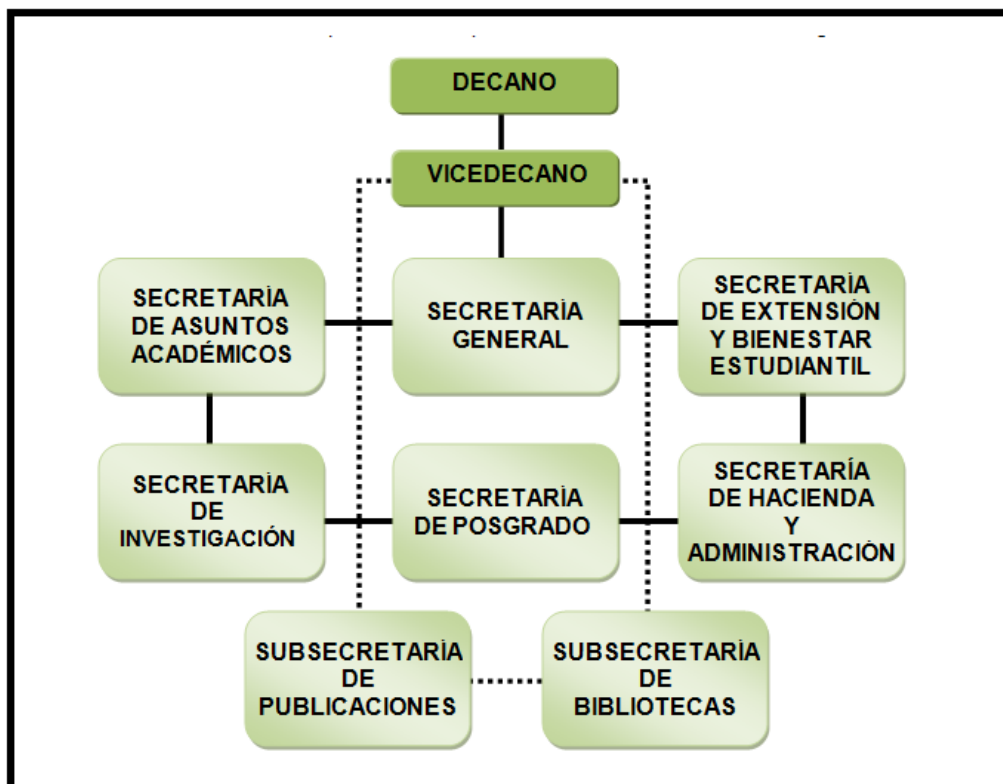 DECANO
VICEDECANO
SECRETARÍA
DE ASUNTOS
ACADÉMICOS
SECRETARÍA
GENERAL
SECRETARÍA
DE EXTENSIÓN
Y BIENESTAR
ESTUDIANTIL
SECRETARÍA
DE
INVESTIGACIÓN
SECRETARÍA
DE POSGRADO
SECRETARÍA
DE HACIENDA
Y
ADMINISTRACIÓN
SUBSECRETARÍA
DE
PUBLICACIONES
SUBSECRETARÍA
DE
BIBLIOTECAS